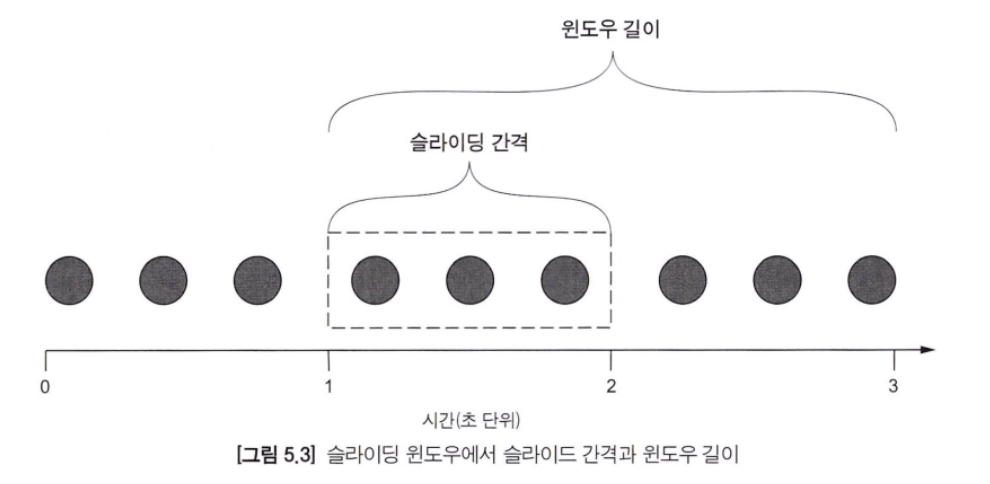 윈도우 길이
슬라이딩 간격
0 1 2 3
시간(초 단위)
[그림 5.3] 슬라이딩 윈도우에서 슬라이드 간격과 윈도우 길이